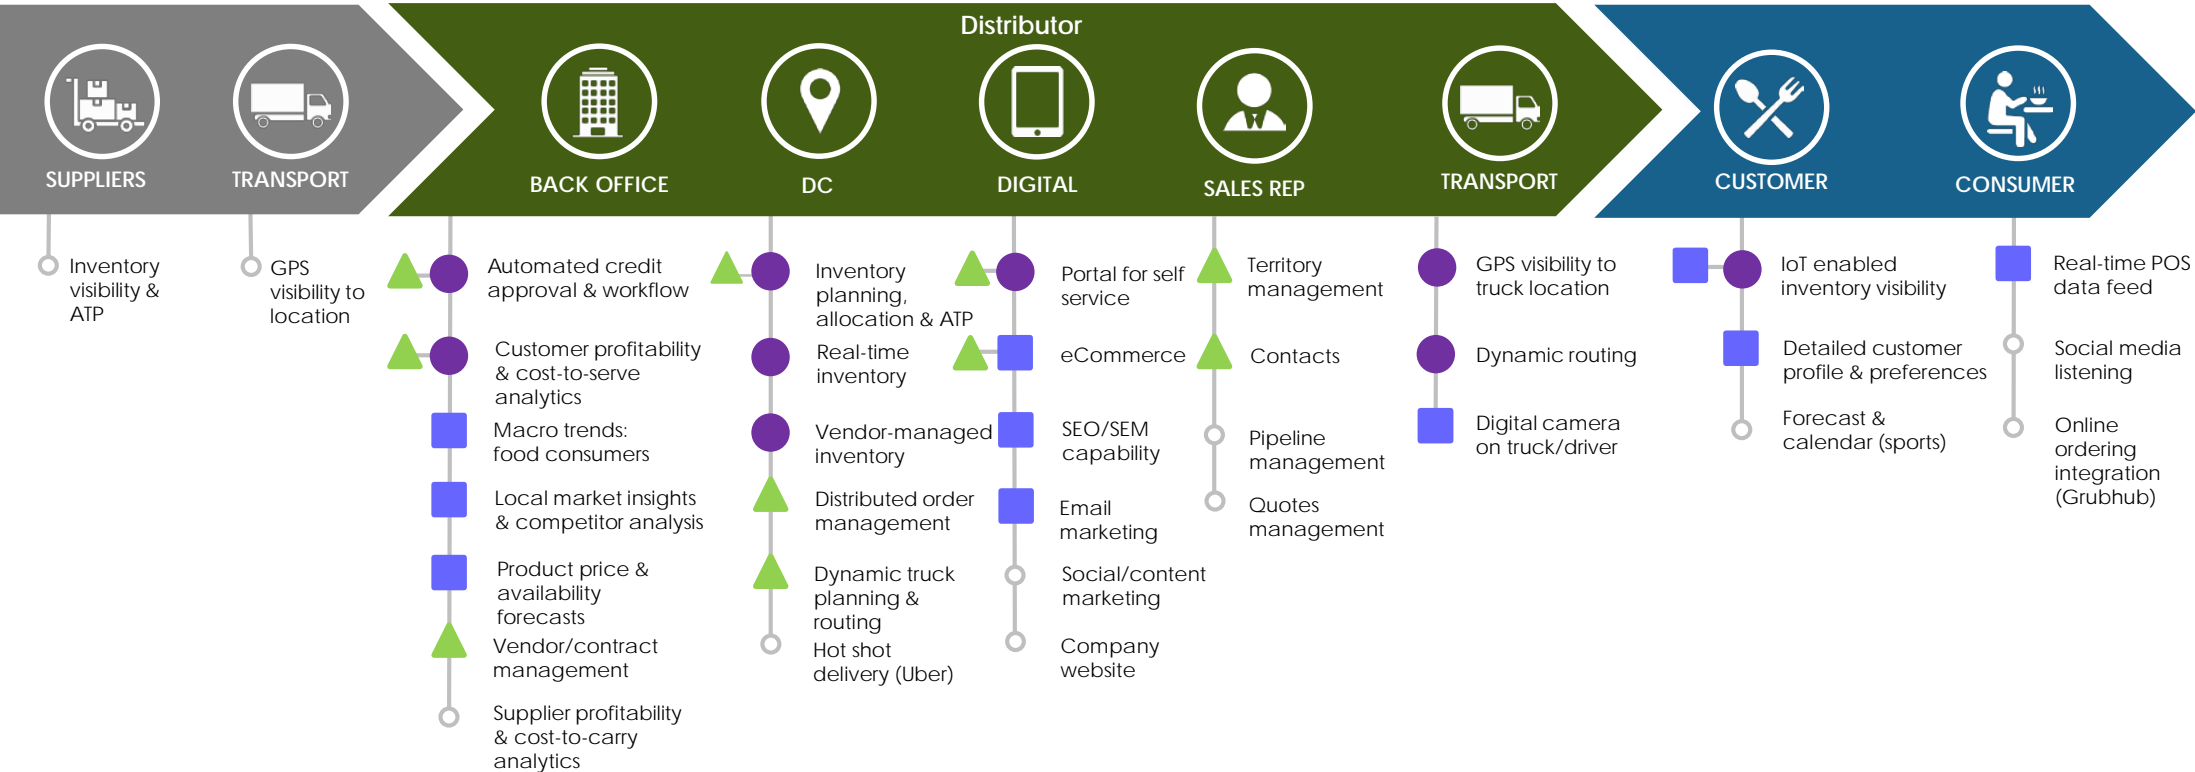 Distributor
SUPPLIERS
TRANSPORT
BACK OFFICE
DC
DIGITAL
SALES REP
TRANSPORT
CUSTOMER
CONSUMER
Inventory
visibility &
ATP
GPS
visibility to
location
Automated credit
approval & workflow
Customer profitability
& cost-to-serve
analytics
Macro trends:
food consumers
Local market insights
& competitor analysis
Product price &
availability
forecasts
Vendor/contract
management
Supplier profitability
& cost-to-carry
analytics
Inventory
planning,
allocation & ATP
Real-time
inventory
Vendor-managed
inventory
Distributed order
management
Dynamic truck
planning &
routing
Hot shot
delivery (Uber)
Portal for self
service
eCommerce
SEO/SEM
capability
Email
marketing
Social/content
marketing
Company
website
Territory
management
Contacts
Pipeline
management
Quotes
management
GPS visibility to
truck location
Dynamic routing
Digital camera
on truck/driver
IoT enabled
inventory visibility
Detailed customer
profile & preferences
Forecast &
calendar (sports)
Real-time POS
data feed
Social media
listening
Online
ordering
integration
(Grubhub)